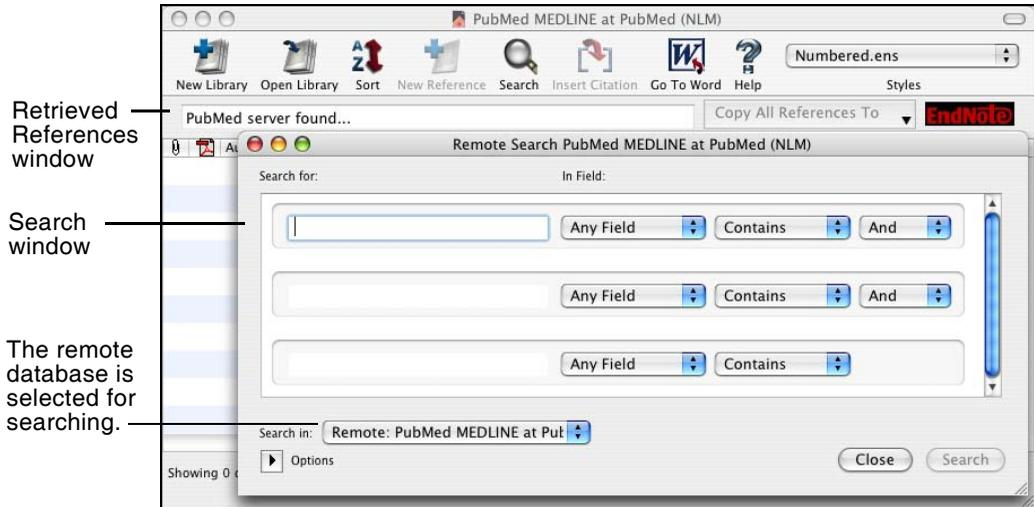 PubMed MEDLINE at PubMed (NLM)
New Library Open Library Sort New Reference Search Insert Citation Go To Word Help Styles
Numbered.ens
Retrieved
References
window
PubMed server found...
Copy All References To
EndNote
Remote Search PubMed MEDLINE at PubMed (NLM)
Search for:
In Field:
Search
window
Any Field Contains And
Any Field Contains And
Any Field Contains
The remote
database is
selected for
searching.
Search in: Remote: PubMed MEDLINE at Pub
Options
Close Search
Showing 0